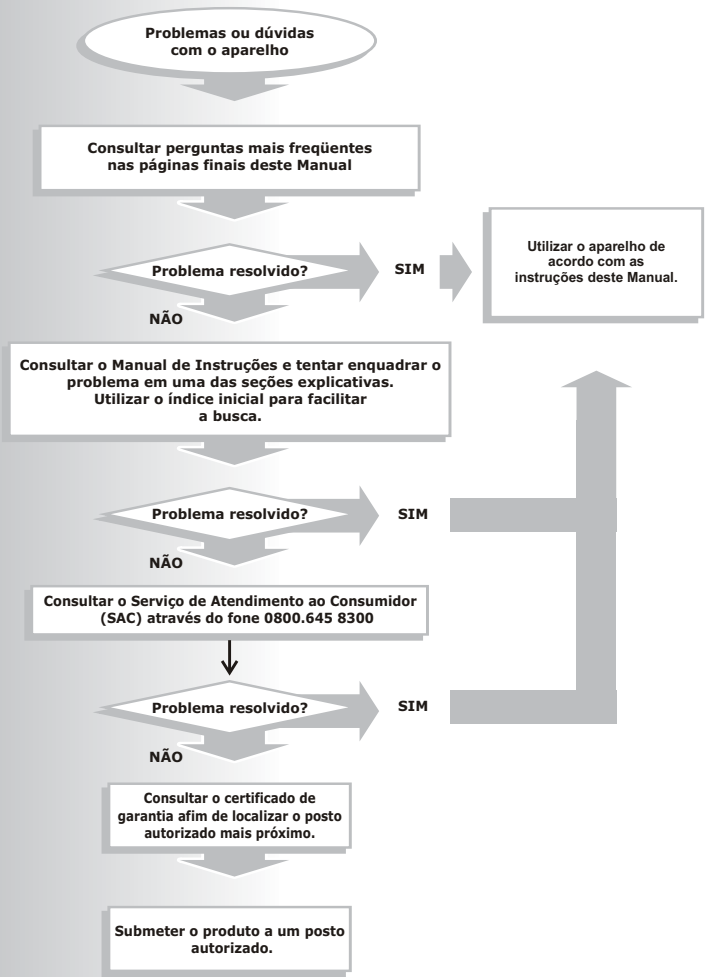 Problemas ou dúvidas
com o aparelho
Consultar perguntas mais freqüentes
nas páginas finais deste Manual
Problema resolvido?
SIM
Utilizar o aparelho de
acordo com as
instruções deste Manual.
NÃO
Consultar o Manual de Instruções e tentar enquadrar o
problema em uma das seções explicativas.
Utilizar o índice inicial para facilitar
a busca.
Problema resolvido?
SIM
NÃO
Consultar o Serviço de Atendimento ao Consumidor
(SAC) através do fone 0800.645 8300
Problema resolvido?
SIM
NÃO
Consultar o certificado de
garantia afim de localizar o posto
autorizado mais próximo.
Submeter o produto a um posto
autorizado.